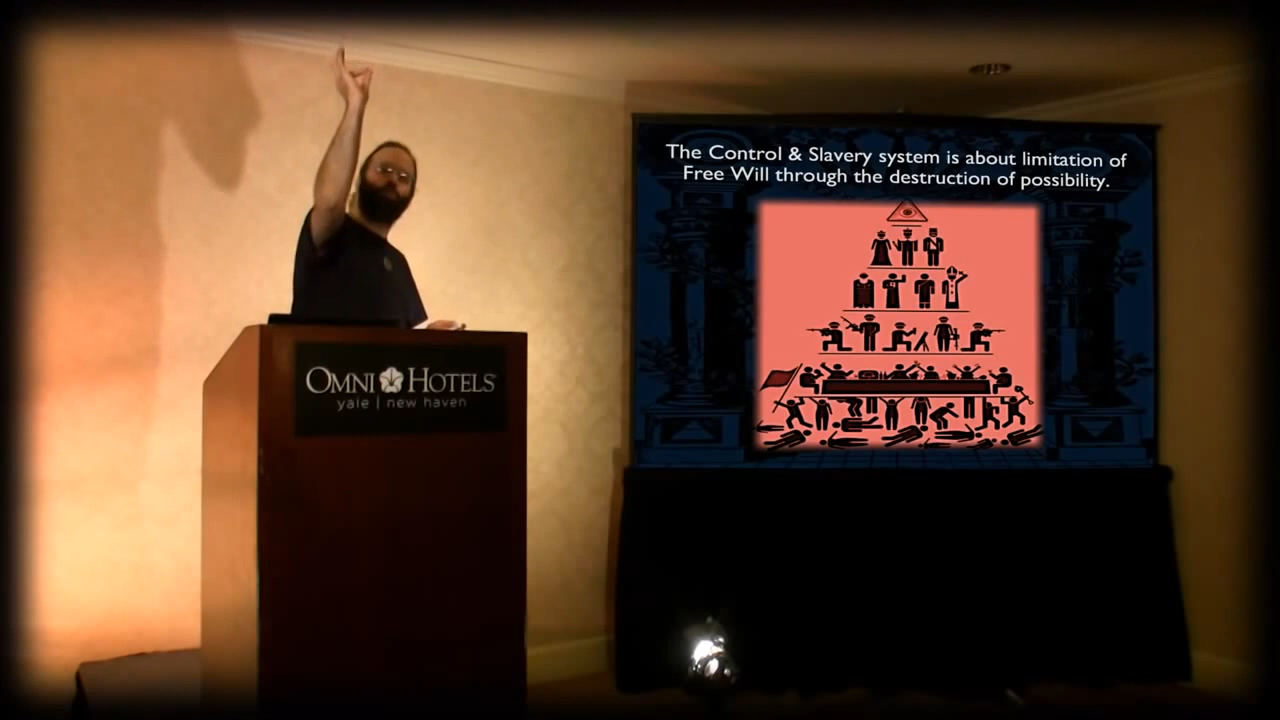 The Control & Slavery system is about limitation of
Free Will through the destruction of possibility.
OMNI HOTELS
yale | new haven